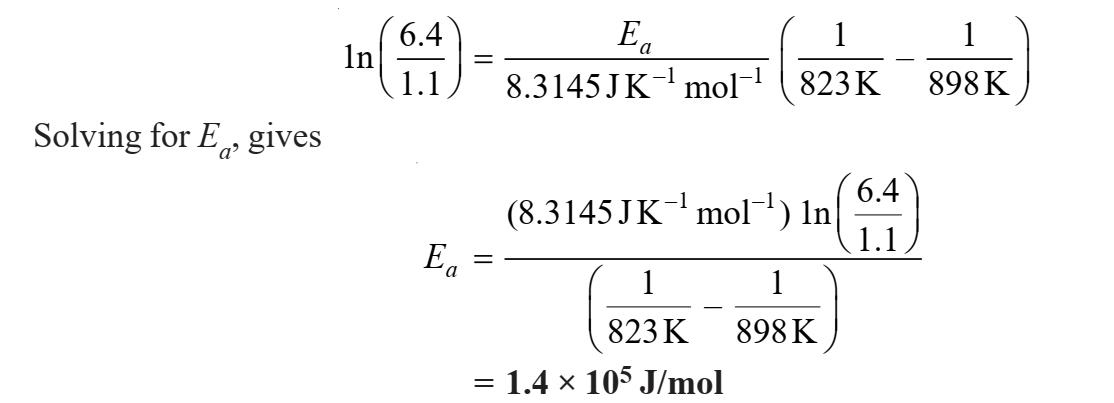 ln(6.4/1.1) = Eₐ/(8.3145 J K⁻¹ mol⁻¹) (1/(823 K) − 1/(898 K))
Solving for Eₐ, gives
Eₐ = ((8.3145 J K⁻¹ mol⁻¹) ln(6.4/1.1))/(1/(823 K) − 1/(898 K))
= 1.4 × 10⁵ J/mol